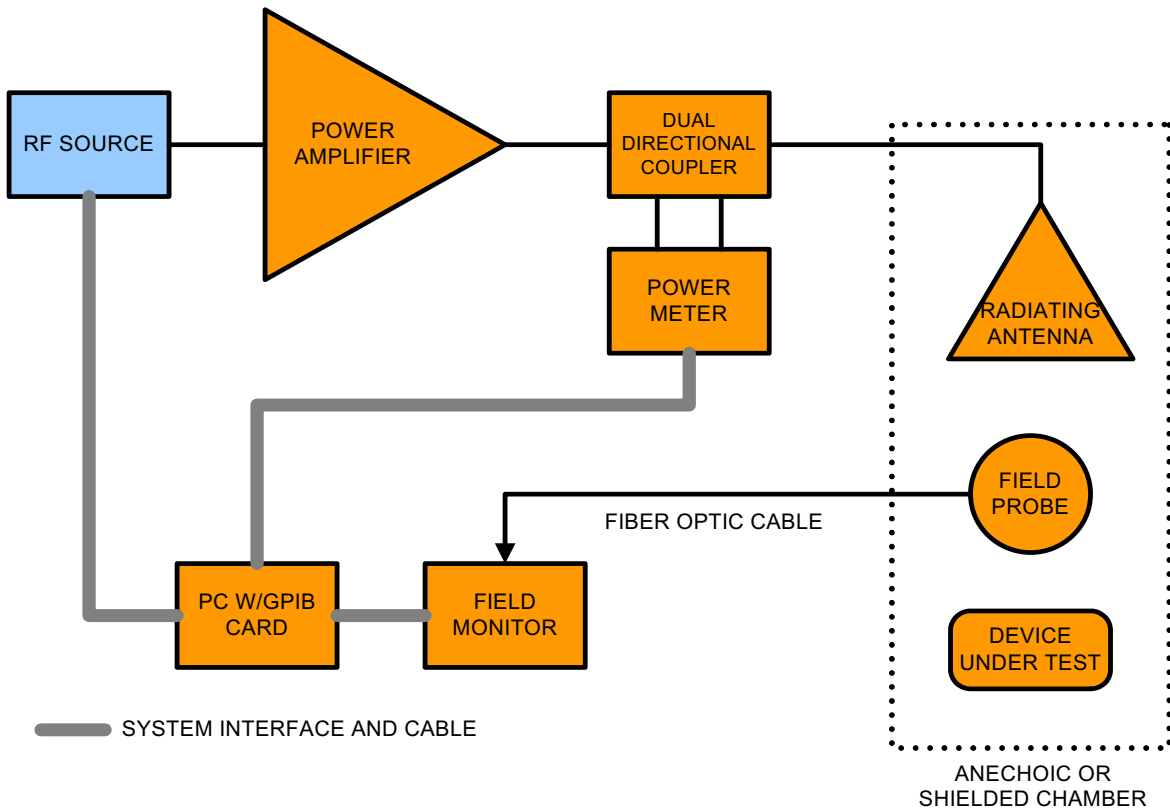 RF SOURCE
POWER
AMPLIFIER
DUAL
DIRECTIONAL
COUPLER
POWER
METER
RADIATING
ANTENNA
FIELD
PROBE
FIBER OPTIC CABLE
PC W/GPIB
CARD
FIELD
MONITOR
DEVICE
UNDER TEST
SYSTEM INTERFACE AND CABLE
ANECHOIC OR
SHIELDED CHAMBER